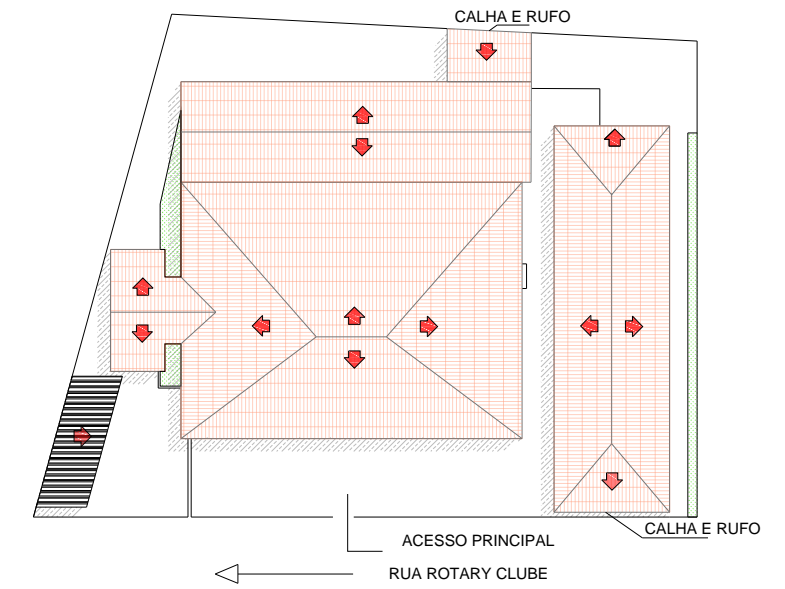 CALHA E RUFO
CALHA E RUFO
ACESSO PRINCIPAL
RUA ROTARY CLUBE